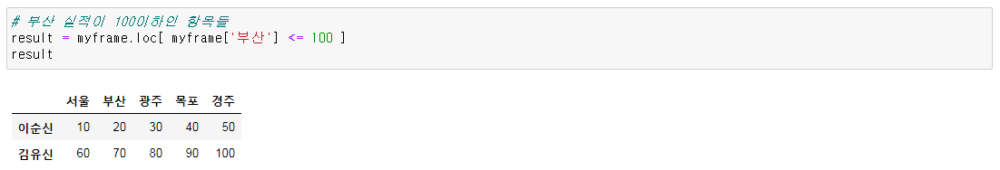 # 부산 실적이 100이하인 항목들
result = myframe.loc[ myframe['부산'] <= 100 ]
result
서울 부산 광주 목포 경주
이순신 10 20 30 40 50
김유신 60 70 80 90 100